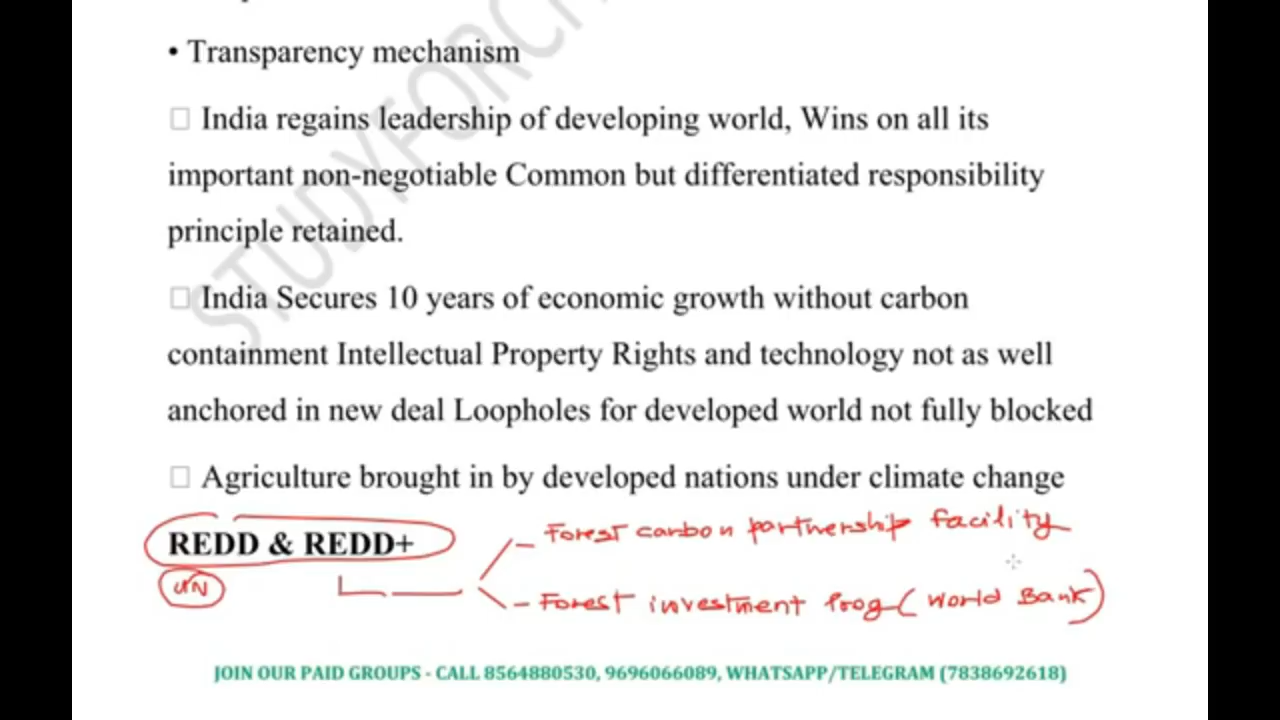 • Transparency mechanism
India regains leadership of developing world, Wins on all its
important non-negotiable Common but differentiated responsibility
principle retained.
India Secures 10 years of economic growth without carbon
containment Intellectual Property Rights and technology not as well
anchored in new deal Loopholes for developed world not fully blocked
Agriculture brought in by developed nations under climate change
REDD & REDD+
UN
- Forest carbon partnership facility
- Forest investment Prog (World Bank)
JOIN OUR PAID GROUPS - CALL 8564880530, 9696066089, WHATSAPP/TELEGRAM (7838692618)